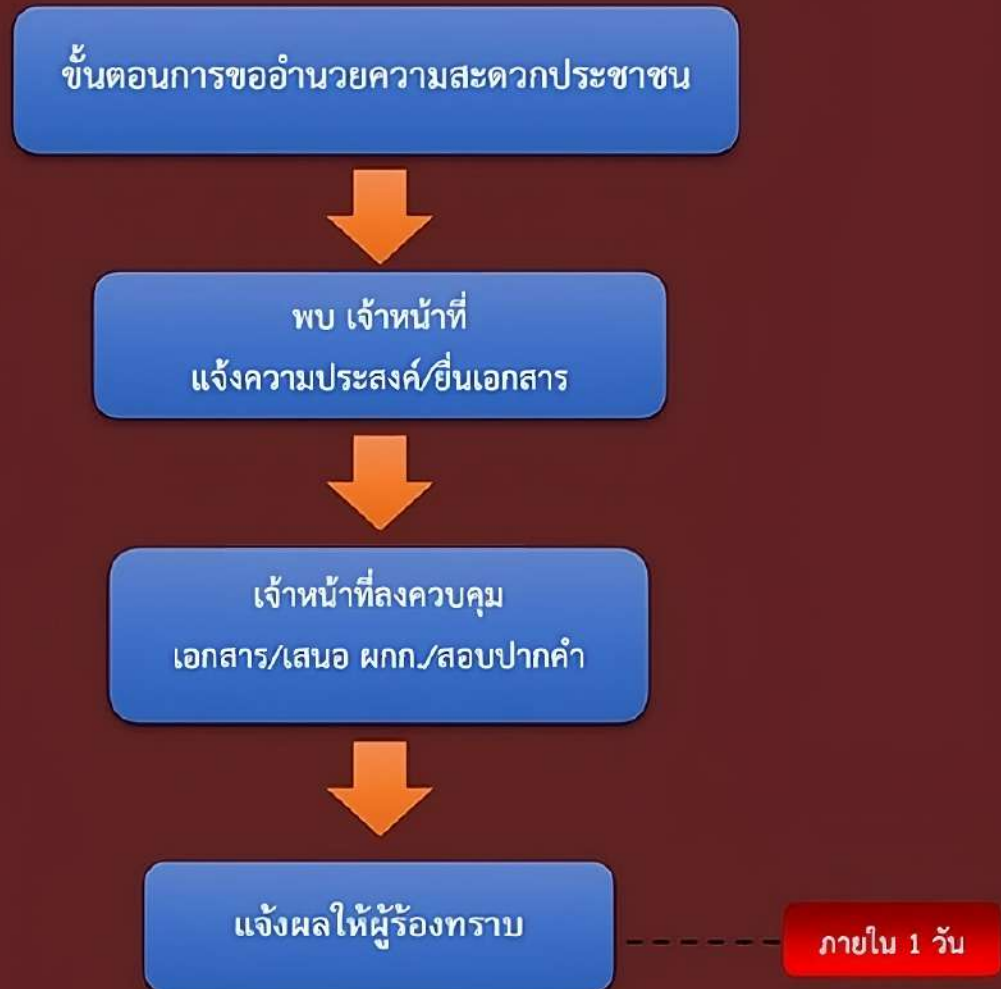 ขั้นตอนการขออำนวยความสะดวกประชาชน
พบ เจ้าหน้าที่
แจ้งความประสงค์/ยื่นเอกสาร
เจ้าหน้าที่ลงควบคุม
เอกสาร/เสนอ ผกก./สอบปากคำ
แจ้งผลให้ผู้ร้องทราบ
ภายใน 1 วัน